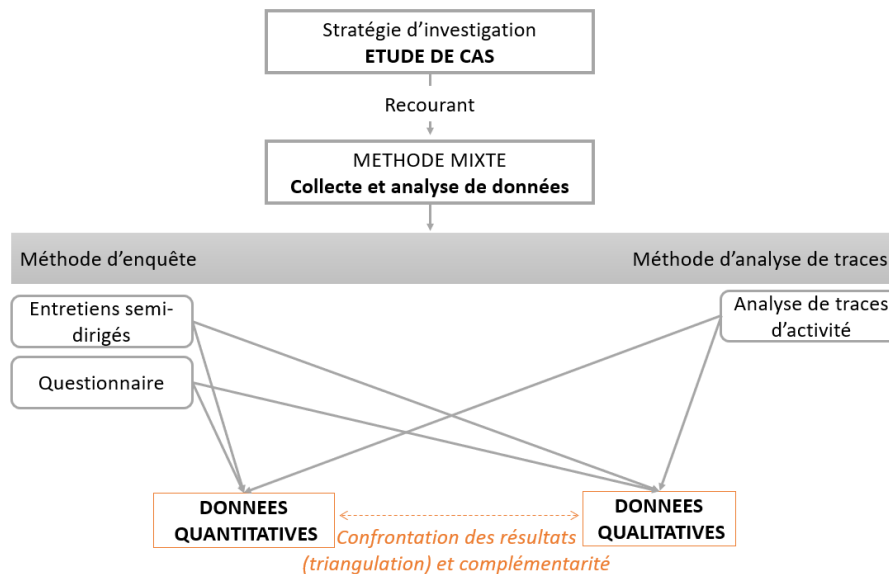 Stratégie d'investigation
ETUDE DE CAS
Recourant
METHODE MIXTE
Collecte et analyse de données
Méthode d'enquête
Méthode d'analyse de traces
Entretiens semi-
dirigés
Analyse de traces
d'activité
Questionnaire
DONNEES
QUANTITATIVES
DONNEES
QUALITATIVES
Confrontation des résultats
(triangulation) et complémentarité